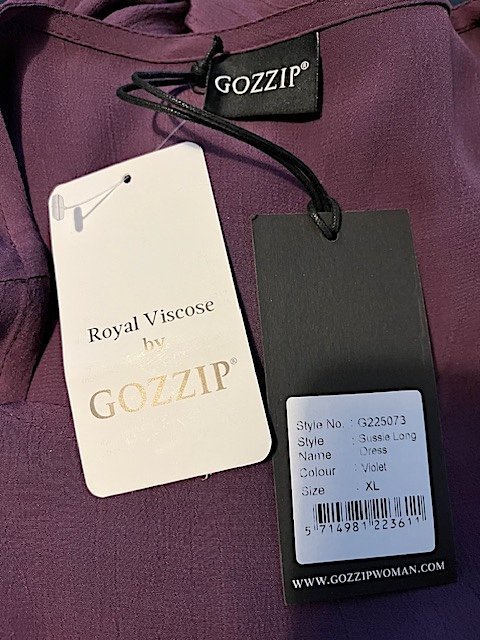 GOZZIP®
Royal Viscose
by
GOZZIP®
Style No. : G225073
Style Name : Sussie Long Dress
Colour : Violet
Size : XL
5 714981 223611
WWW.GOZZIPWOMAN.COM